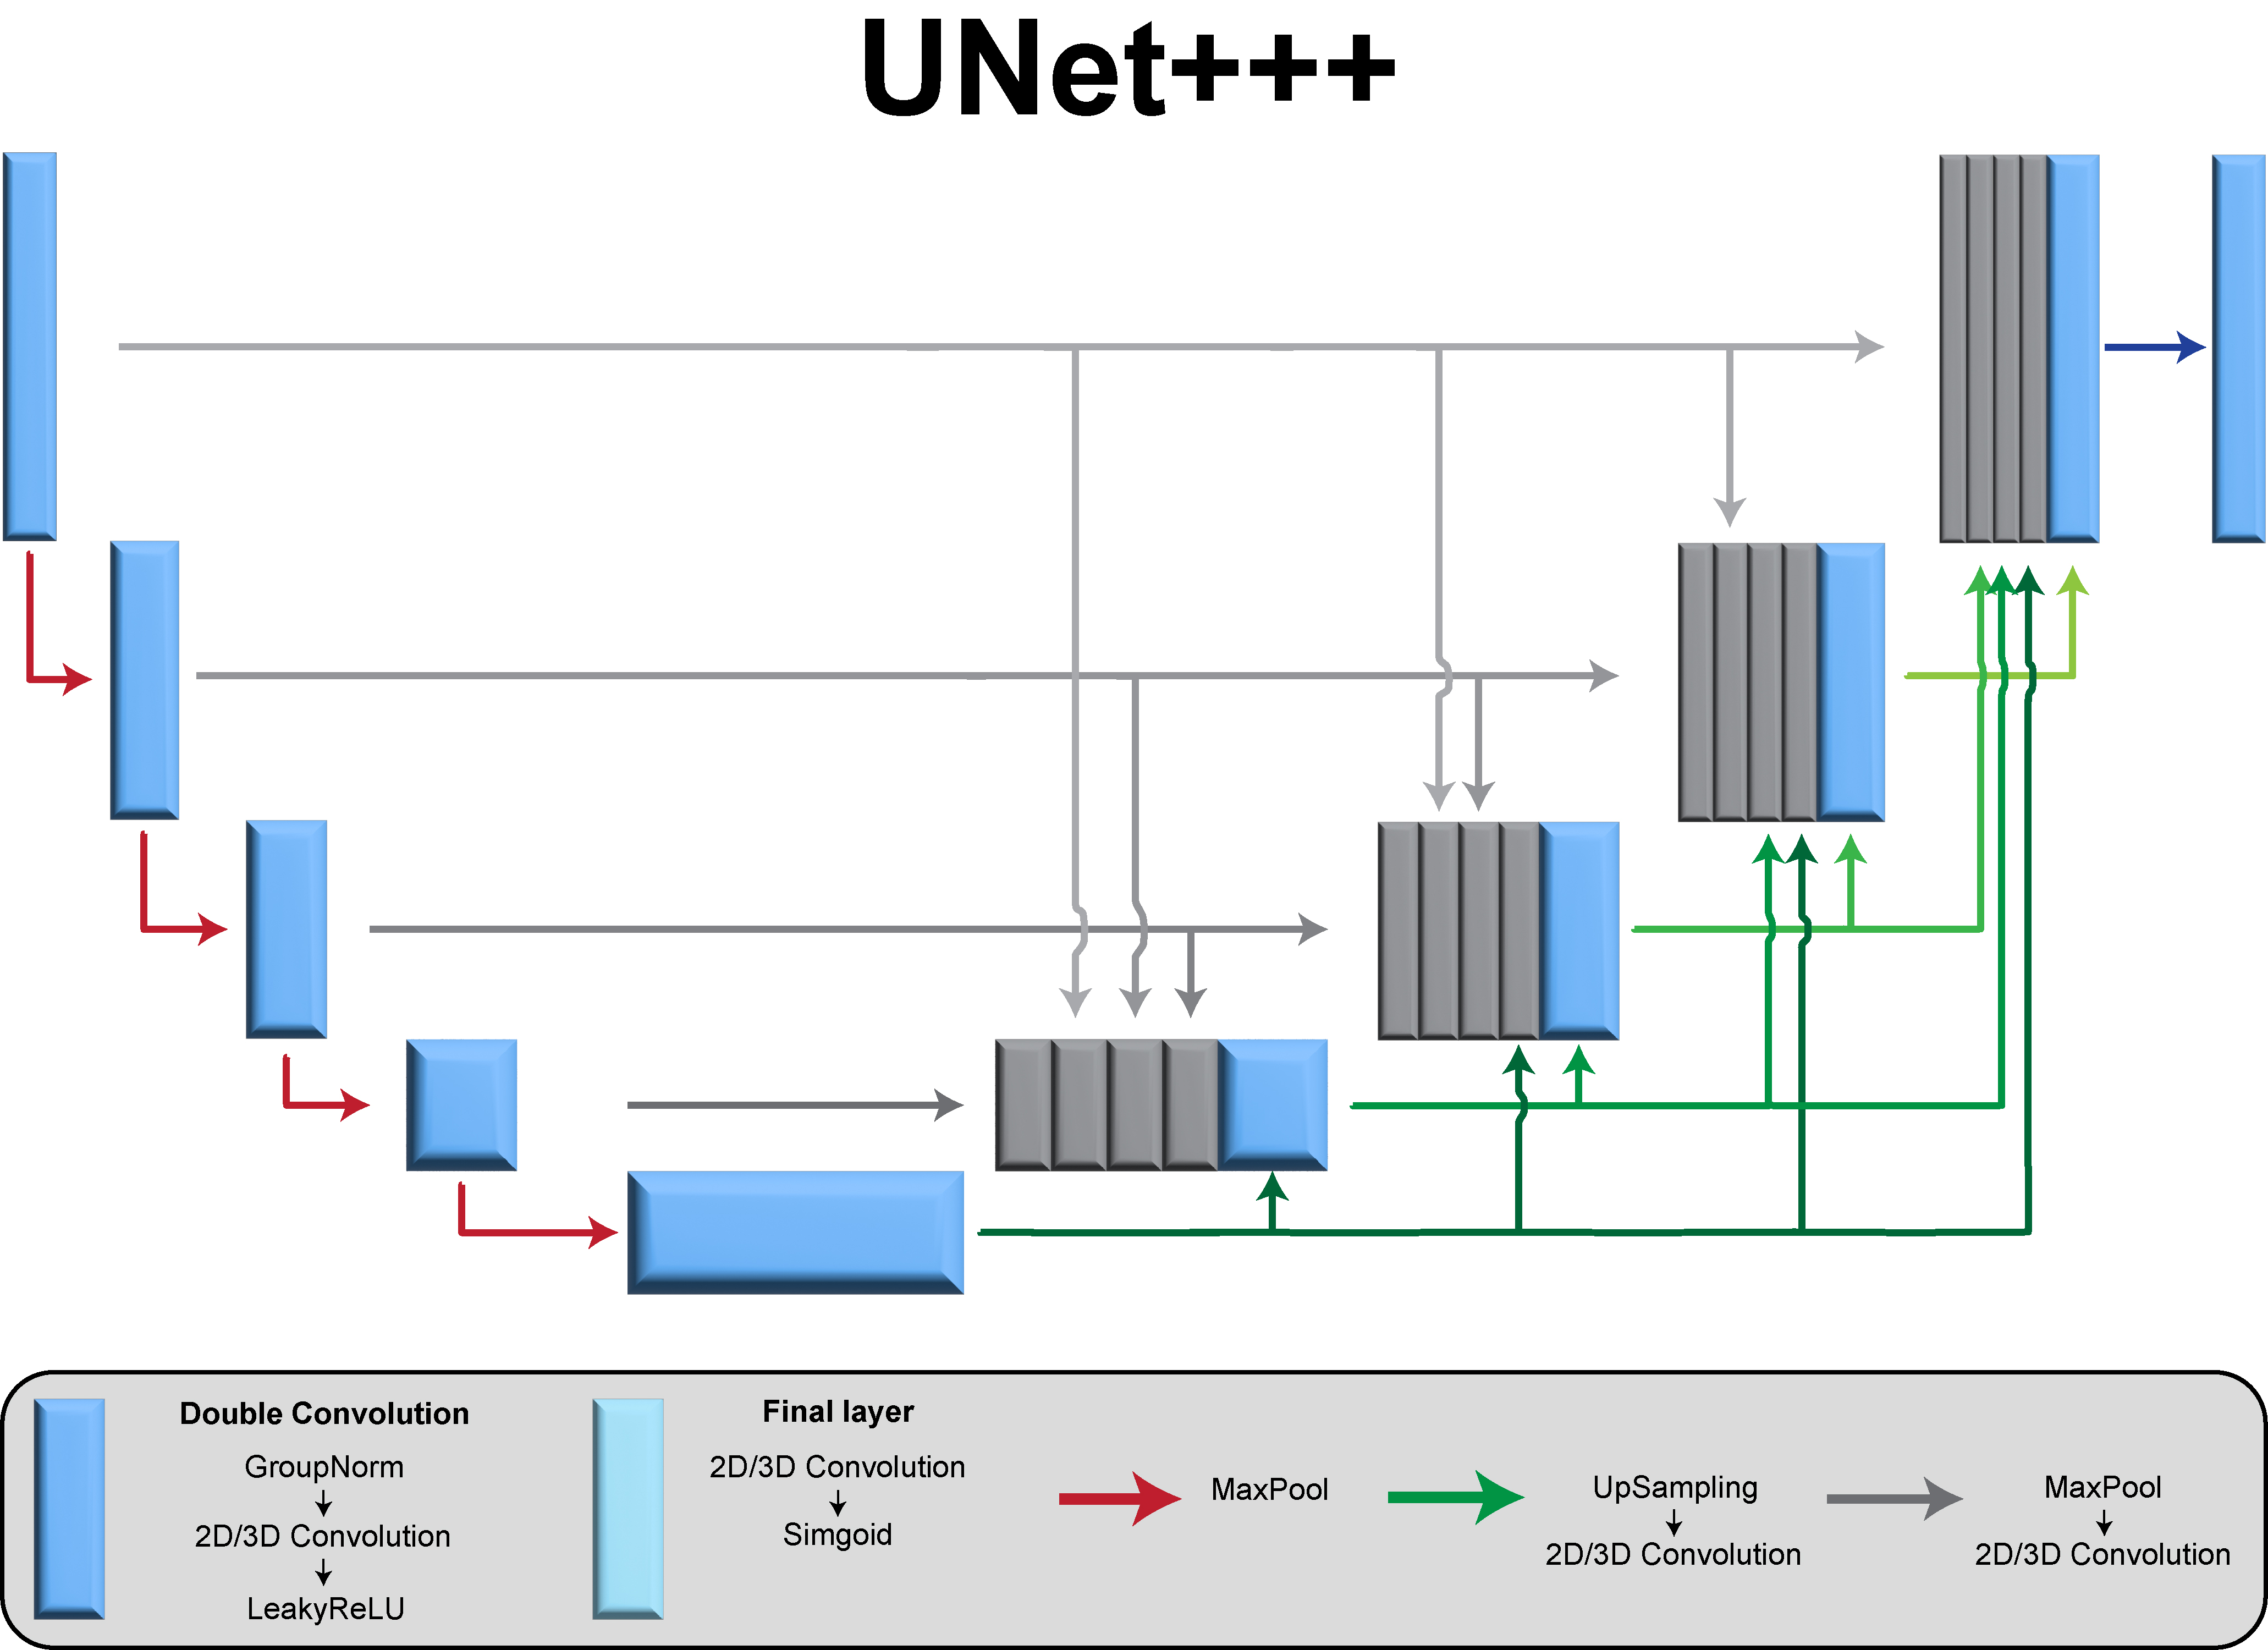 UNet+++
Double Convolution
GroupNorm
2D/3D Convolution
LeakyReLU
Final layer
2D/3D Convolution
Simgoid
MaxPool
UpSampling
2D/3D Convolution
MaxPool
2D/3D Convolution